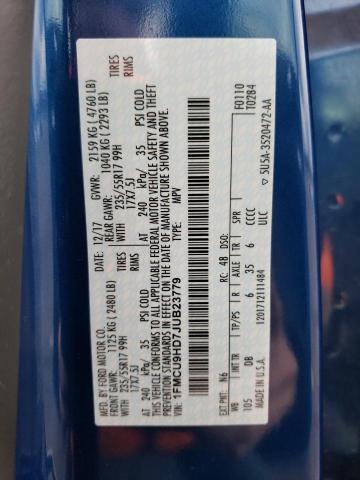 MFD. BY FORD MOTOR CO.
DATE: 12/17 GVWR: 2159 KG ( 4760 LB)
FRONT GAWR: 1125 KG ( 2480 LB) REAR GAWR: 1040 KG ( 2293 LB)
235/55R17 99H TIRES 235/55R17 99H TIRES
17X7.5J RIMS 17X7.5J RIMS
AT 240 kPa/ 35 PSI COLD AT 240 kPa/ 35 PSI COLD
THIS VEHICLE CONFORMS TO ALL APPLICABLE FEDERAL MOTOR VEHICLE SAFETY, BUMPER, AND THEFT
PREVENTION STANDARDS IN EFFECT ON THE DATE OF MANUFACTURE SHOWN ABOVE.
VIN: 1FMCU9HD7JUB23779
TYPE: MPV
F0110
T0284
EXT PNT: N6 RC: 48 DSO:
WB INT TR TP/PS R AXLE TR SPR
105 DB 6 35 6 CCCC
ULC
1201712111484
MADE IN U.S.A.
5U5A-3520472-AA